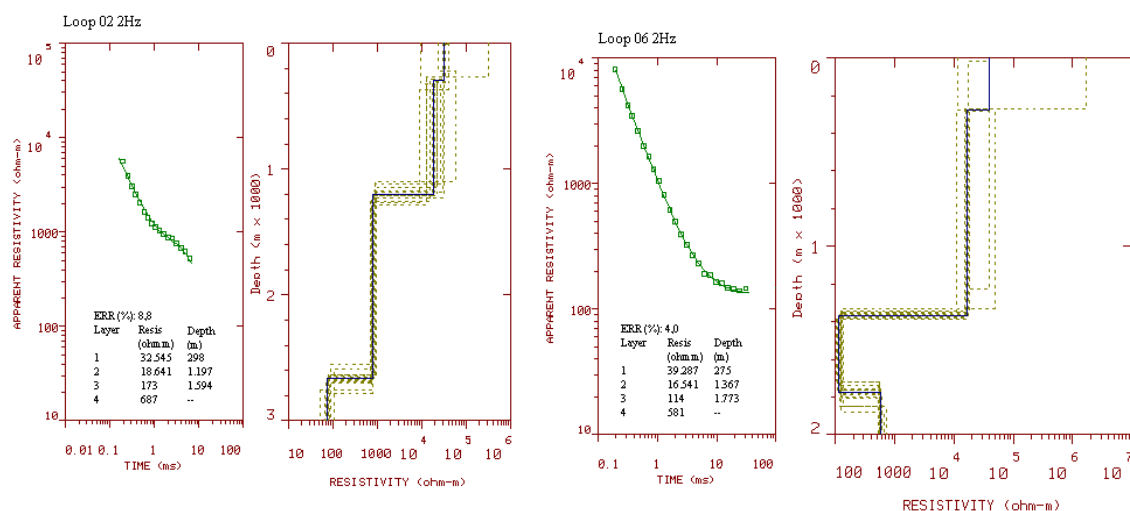 Loop 02 2Hz
10 5
10 4
1000
100
10
APPARENT RESISTIVITY (ohm-m)
0.01 0.1 1 10 100
TIME (ms)
ERR (%): 8,8
Layer Resis Depth
(ohm m) (m)
1 32.545 298
2 18.641 1.197
3 173 1.594
4 687 --
0
1
2
3
Depth (m x 1000)
10 100 1000 10 4 10 5 10 6
RESISTIVITY (ohm-m)
Loop 06 2Hz
10 4
1000
100
10
APPARENT RESISTIVITY (ohm-m)
0.1 1 10 100
TIME (ms)
ERR (%): 4,0
Layer Resis Depth
(ohm m) (m)
1 39.287 275
2 16.541 1.367
3 114 1.773
4 581 --
0
1
2
Depth (m x 1000)
100 1000 10 4 10 5 10 6 10 7
RESISTIVITY (ohm-m)